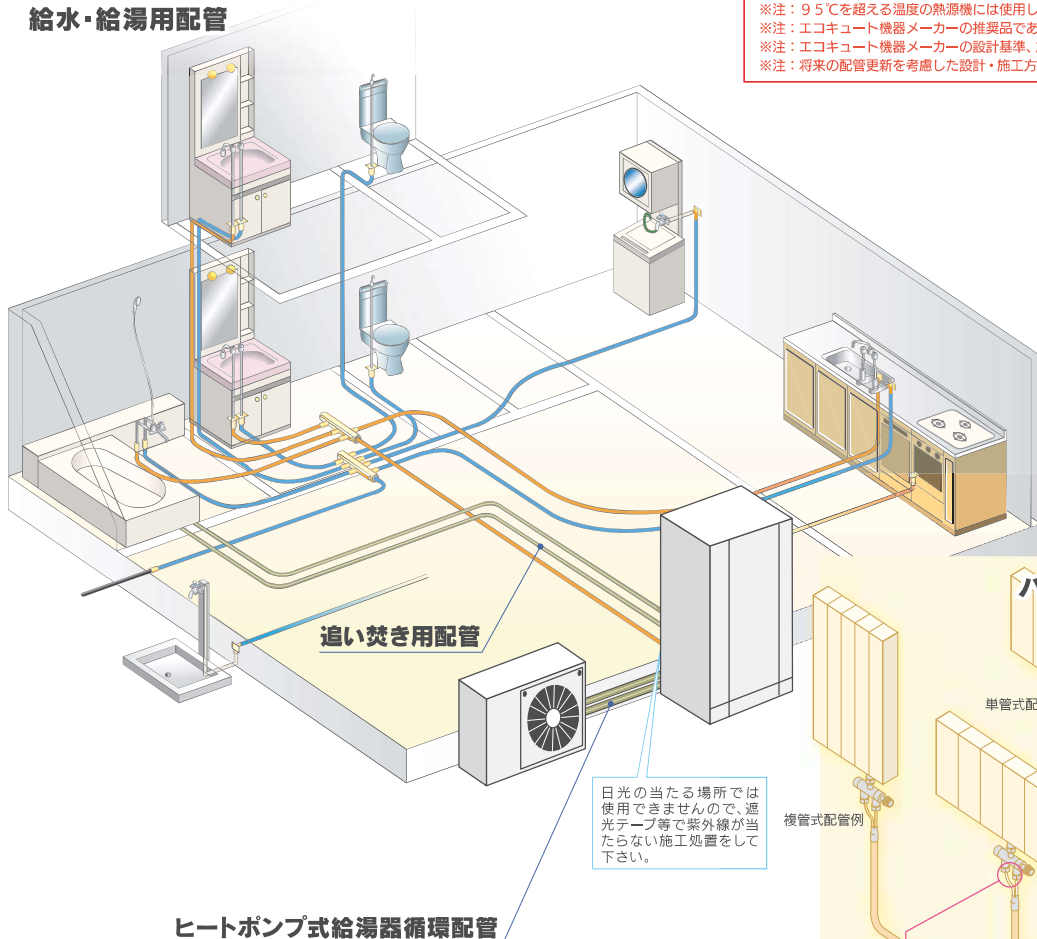 給水・給湯用配管
※注：９５℃を超える温度の熱源機には使用し
※注：エコキュート機器メーカーの推奨品であ
※注：エコキュート機器メーカーの設計基準、
※注：将来の配管更新を考慮した設計・施工方
追い焚き用配管
パ
単管式配
日光の当たる場所では
使用できませんので、遮
光テープ等で紫外線が当
たらない施工処置をして
下さい。
複管式配管例
ヒートポンプ式給湯器循環配管